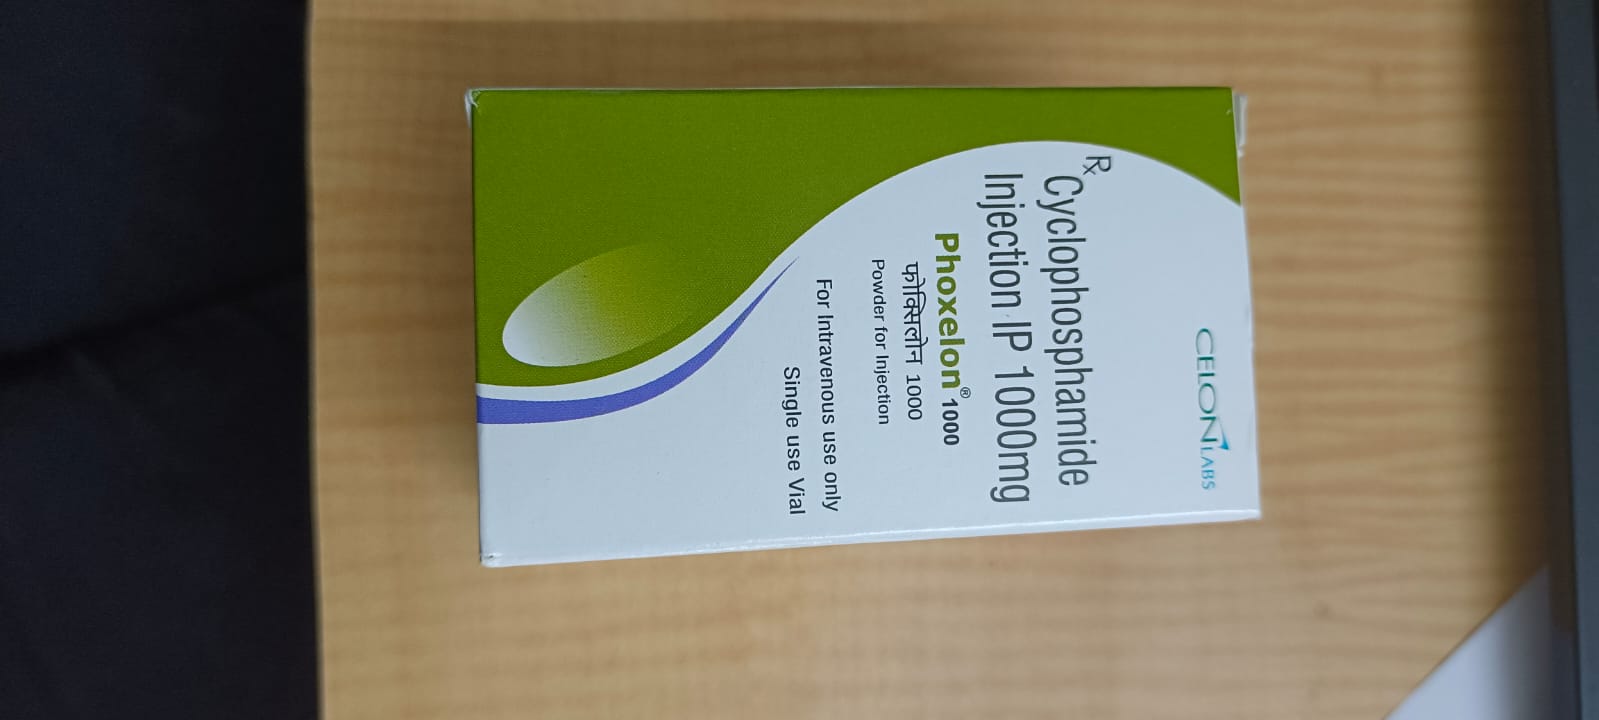 CELON LABS
Rx Cyclophosphamide
Injection IP 1000mg
Phoxelon® 1000
फोक्सिलोन 1000
Powder for Injection
For Intravenous use only
Single use Vial